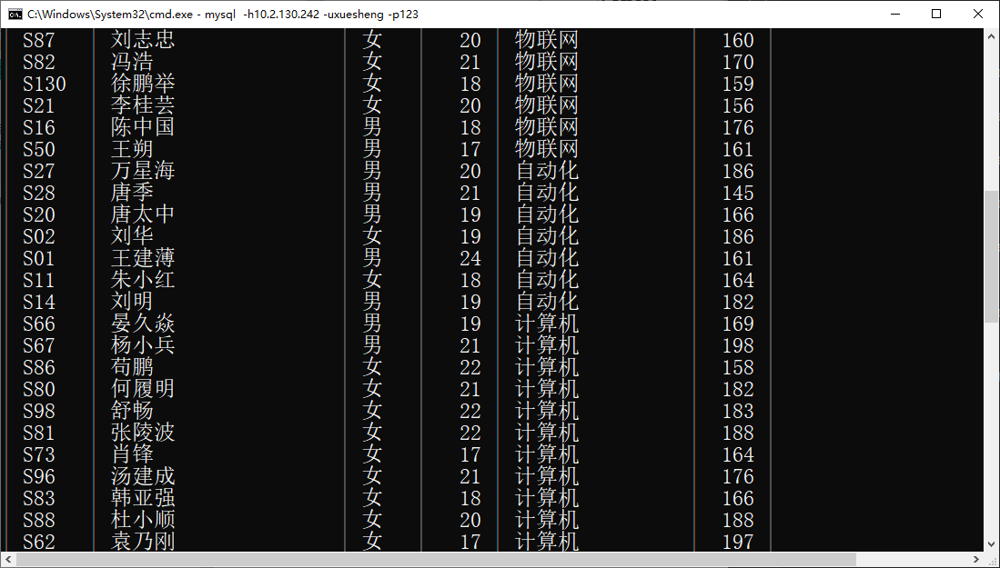 C:\Windows\System32\cmd.exe - mysql  -h10.2.130.242 -uxuesheng -p123
S87 刘志忠 女 20 物联网 160
S82 冯浩 女 21 物联网 170
S130 徐鹏举 女 18 物联网 159
S21 李桂芸 女 20 物联网 156
S16 陈中国 男 18 物联网 176
S50 王朔 男 17 物联网 161
S27 万星海 男 20 自动化 186
S28 唐季 男 21 自动化 145
S20 唐太中 男 19 自动化 166
S02 刘华 女 19 自动化 186
S01 王建薄 男 24 自动化 161
S11 朱小红 女 18 自动化 164
S14 刘明 男 19 自动化 182
S66 晏久焱 男 19 计算机 169
S67 杨小兵 男 21 计算机 198
S86 苟鹏 女 22 计算机 158
S80 何履明 女 21 计算机 182
S98 舒畅 女 22 计算机 183
S81 张陵波 女 22 计算机 188
S73 肖锋 女 17 计算机 164
S96 汤建成 女 21 计算机 176
S83 韩亚强 女 18 计算机 166
S88 杜小顺 女 20 计算机 188
S62 袁乃刚 女 17 计算机 197